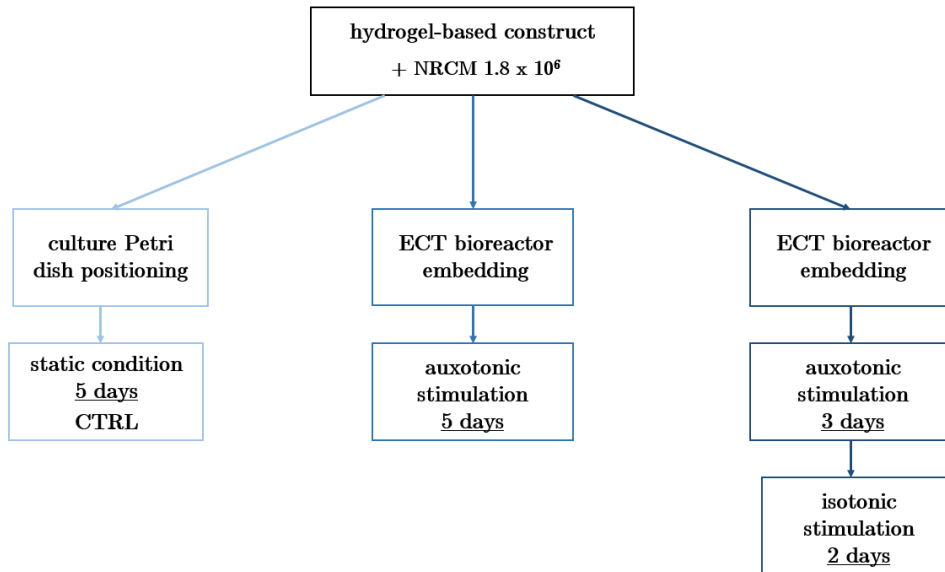 hydrogel-based construct
+ NRCM 1.8 x 10⁶
culture Petri
dish positioning
ECT bioreactor
embedding
ECT bioreactor
embedding
static condition
5 days
CTRL
auxotonic
stimulation
5 days
auxotonic
stimulation
3 days
isotonic
stimulation
2 days